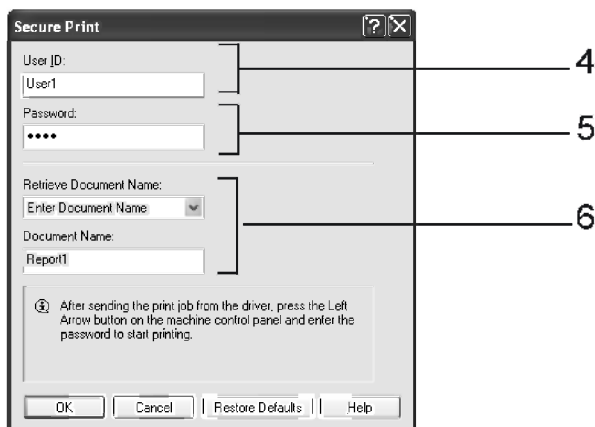 Secure Print
User ID:
User1
4
Password:
••••
5
Retrieve Document Name:
Enter Document Name
6
Document Name:
Report1
After sending the print job from the driver, press the Left
Arrow button on the machine control panel and enter the
password to start printing.
OK Cancel Restore Defaults Help